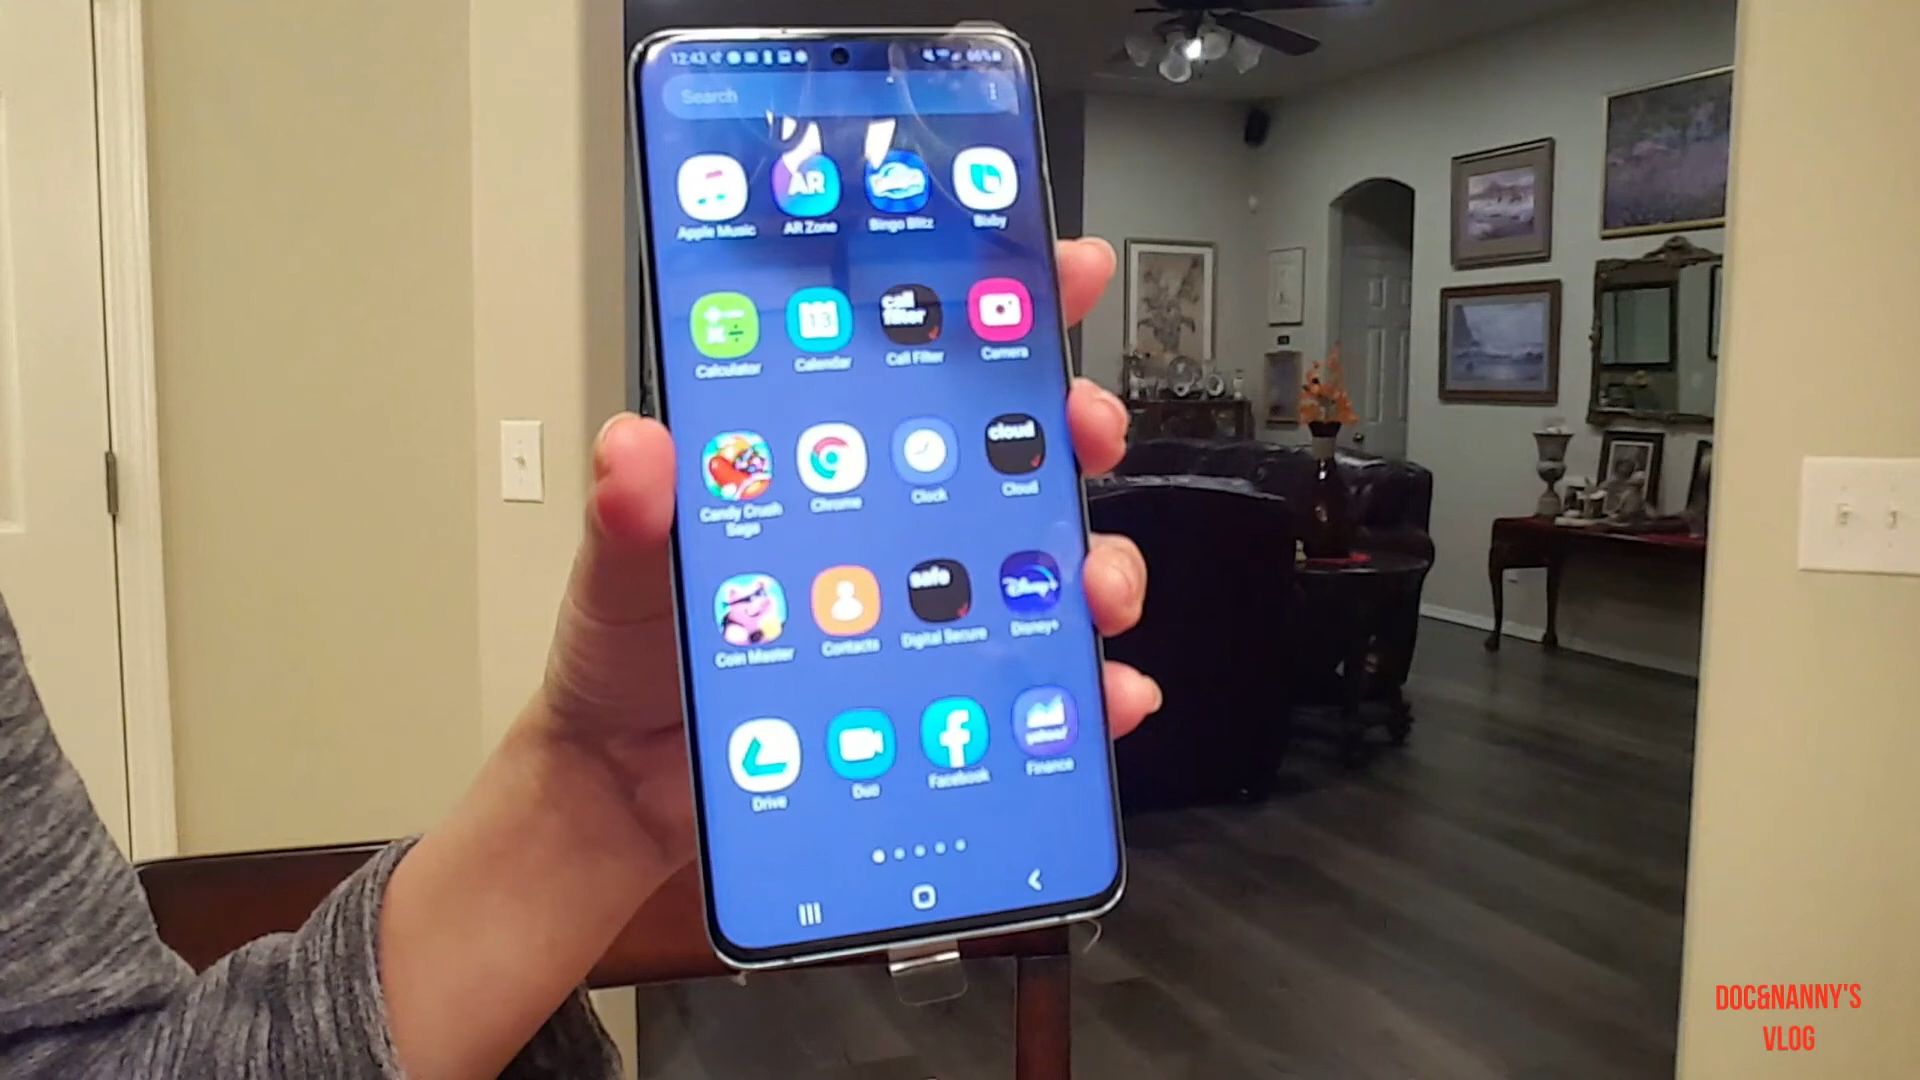 12:43
66%
Search
AR
Apple Music
AR Zone
Bingo Blitz
Bixby
13
call
filter
Calculator
Calendar
Call Filter
Camera
cloud
Candy Crush
Saga
Chrome
Clock
Cloud
safe
Disney+
Coin Master
Contacts
Digital Secure
Disney+
yahoo!
Drive
Duo
Facebook
Finance
DOC&NANNY'S
VLOG